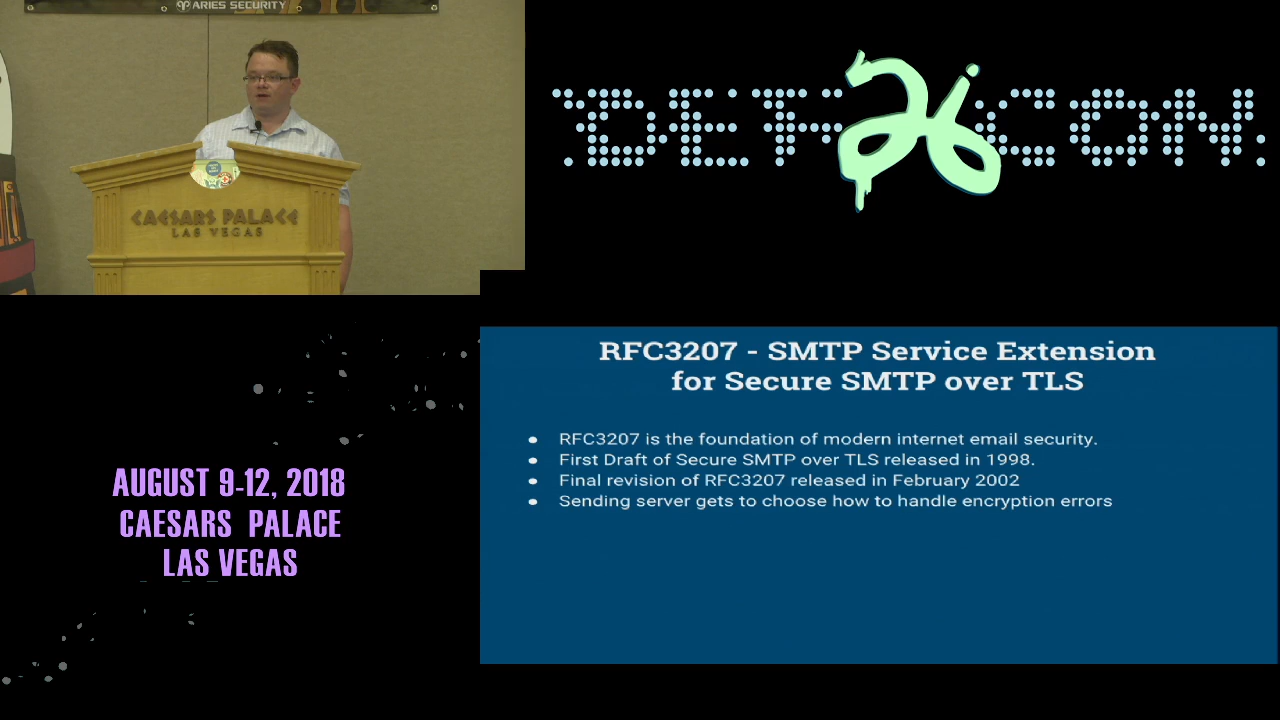 ARIES SECURITY
CAESARS PALACE
LAS VEGAS
DEF CON
26
AUGUST 9-12, 2018
CAESARS PALACE
LAS VEGAS
RFC3207 - SMTP Service Extension
for Secure SMTP over TLS
● RFC3207 is the foundation of modern internet email security.
● First Draft of Secure SMTP over TLS released in 1998.
● Final revision of RFC3207 released in February 2002
● Sending server gets to choose how to handle encryption errors